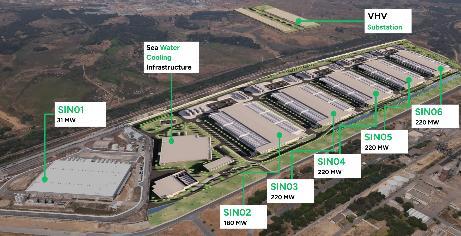 VHV
Substation
Sea Water
Cooling
Infrastructure
SIN01
31 MW
SIN06
220 MW
SIN05
220 MW
SIN04
220 MW
SIN03
220 MW
SIN02
180 MW